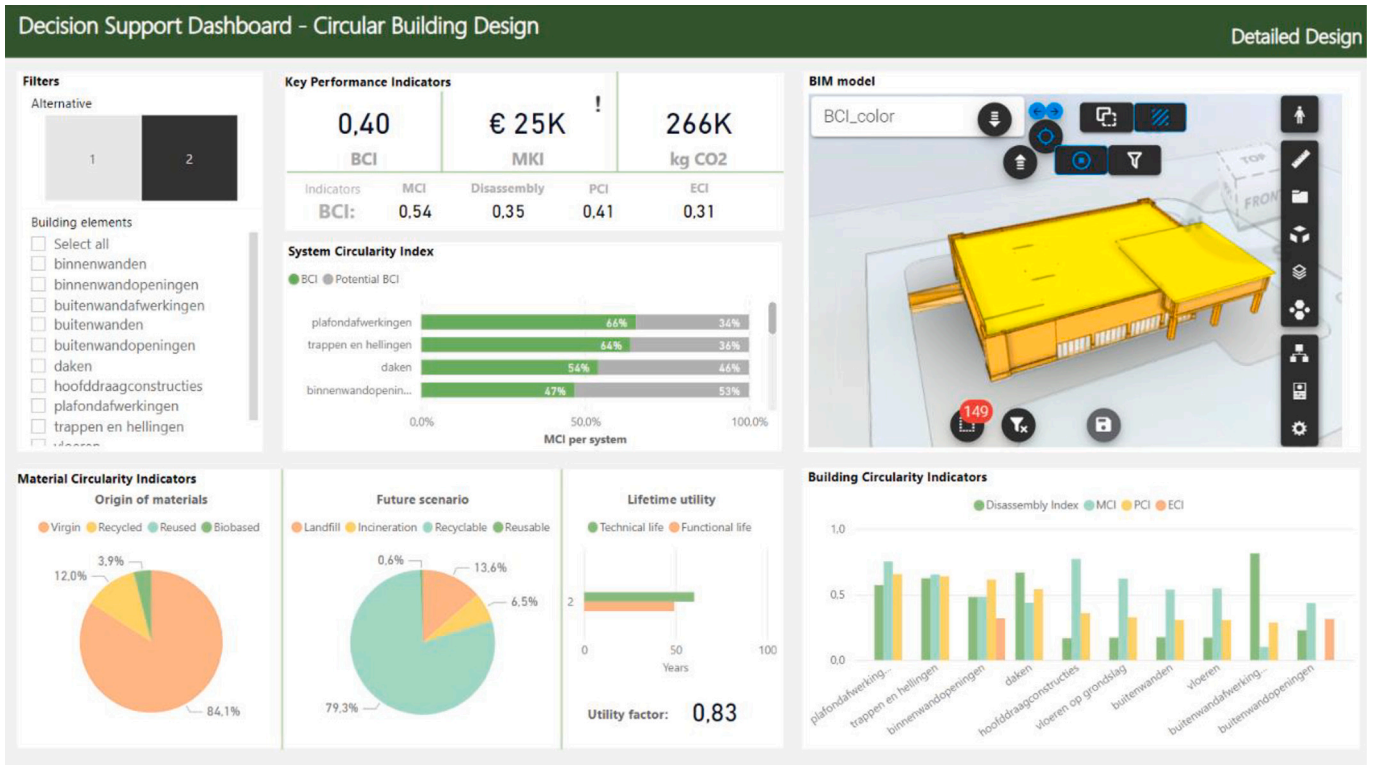 Decision Support Dashboard - Circular Building Design
Detailed Design
Filters
Alternative
1
2
Building elements
Select all
binnenwanden
binnenwandopeningen
buitenwandafwerkingen
buitenwanden
buitenwandopeningen
daken
hoofddraagconstructies
plafondafwerkingen
trappen en hellingen
vloeren
Key Performance Indicators
0,40
BCI
€ 25K
!
MKI
266K
kg CO2
Indicators MCI Disassembly PCI ECI
BCI: 0,54 0,35 0,41 0,31
System Circularity Index
BCI Potential BCI
plafondafwerkingen 66% 34%
trappen en hellingen 64% 36%
daken 54% 46%
binnenwandopenin... 47% 53%
0.0% 50.0% 100.0%
MCI per system
BIM model
BCI_color
TOP
FRON
149
Material Circularity Indicators
Origin of materials
Virgin Recycled Reused Biobased
3,9%
12.0%
84,1%
Future scenario
Landfill Incineration Recyclable Reusable
0,6%
13,6%
6,5%
79,3%
Lifetime utility
Technical life Functional life
2
0 50 100
Years
Utility factor: 0,83
Building Circularity Indicators
Disassembly Index MCI PCI ECI
1,0
0,5
0,0
plafondafwerking...
trappen en hellingen
binnenwandopeningen
daken
hoofddraagconstructies
vloeren op grondslag
buitenwanden
vloeren
buitenwandafwerking...
buitenwandopeningen